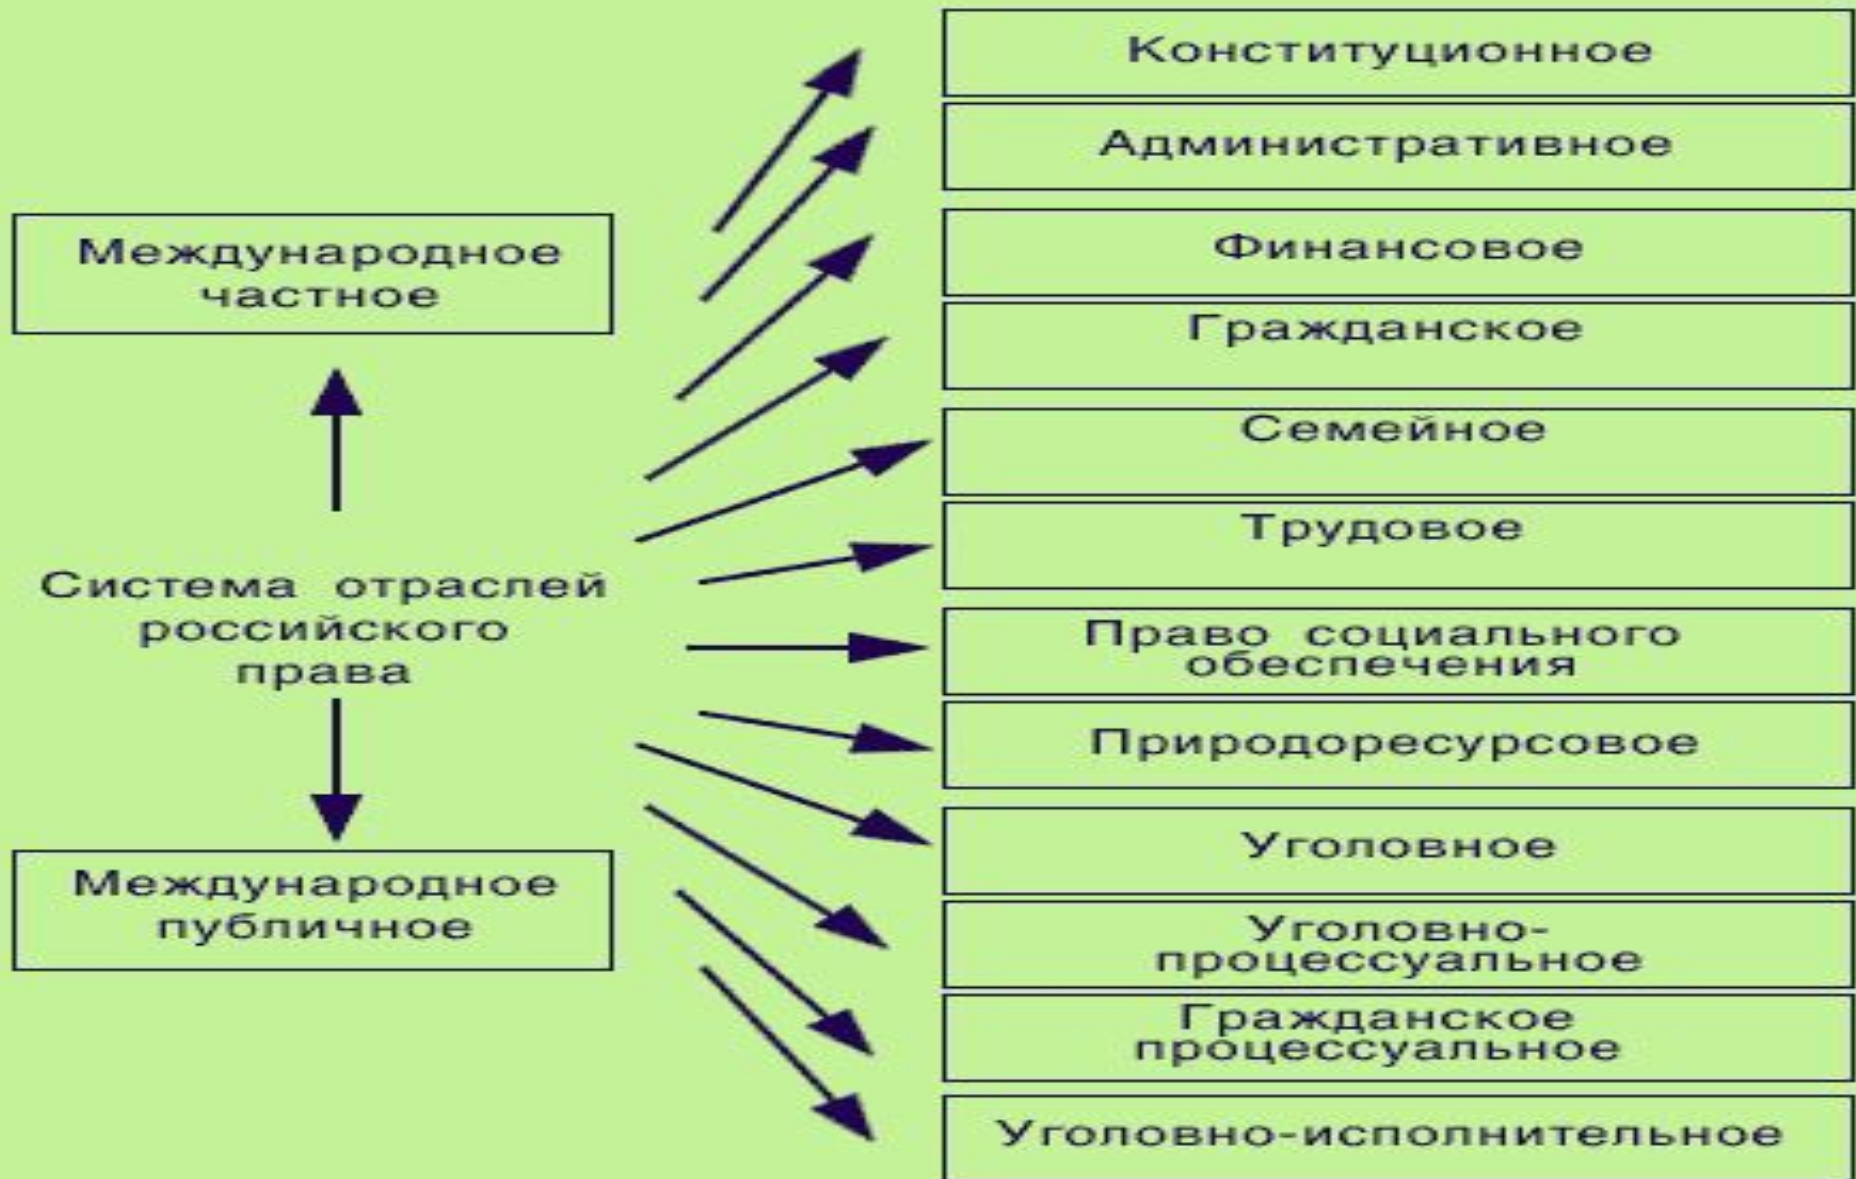 Международное
частное
Система отраслей
российского
права
Международное
публичное
Конституционное
Административное
Финансовое
Гражданское
Семейное
Трудовое
Право социального
обеспечения
Природоресурсовое
Уголовное
Уголовно-
процессуальное
Гражданское
процессуальное
Уголовно-исполнительное